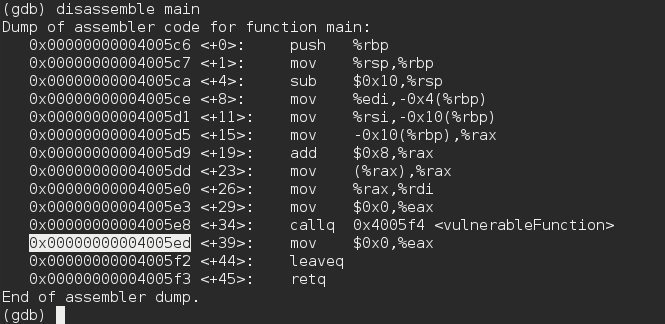 (gdb) disassemble main
Dump of assembler code for function main:
   0x00000000004005c6 <+0>:     push   %rbp
   0x00000000004005c7 <+1>:     mov    %rsp,%rbp
   0x00000000004005ca <+4>:     sub    $0x10,%rsp
   0x00000000004005ce <+8>:     mov    %edi,-0x4(%rbp)
   0x00000000004005d1 <+11>:    mov    %rsi,-0x10(%rbp)
   0x00000000004005d5 <+15>:    mov    -0x10(%rbp),%rax
   0x00000000004005d9 <+19>:    add    $0x8,%rax
   0x00000000004005dd <+23>:    mov    (%rax),%rax
   0x00000000004005e0 <+26>:    mov    %rax,%rdi
   0x00000000004005e3 <+29>:    mov    $0x0,%eax
   0x00000000004005e8 <+34>:    callq  0x4005f4 <vulnerableFunction>
   0x00000000004005ed <+39>:    mov    $0x0,%eax
   0x00000000004005f2 <+44>:    leaveq
   0x00000000004005f3 <+45>:    retq
End of assembler dump.
(gdb)